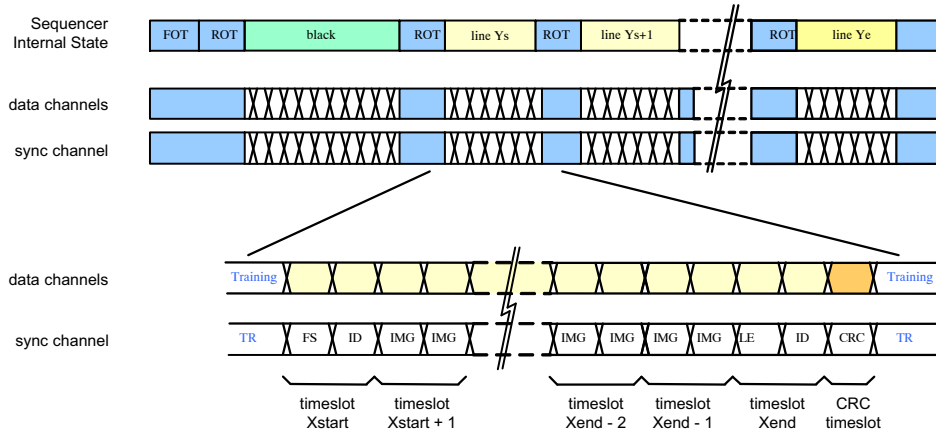 Sequencer
Internal State
FOT ROT black ROT line Ys ROT line Ys+1 ROT line Ye
data channels
sync channel
data channels
Training Training
sync channel
TR FS ID IMG IMG IMG IMG IMG IMG LE ID CRC TR
timeslot timeslot timeslot timeslot timeslot CRC
Xstart Xstart + 1 Xend - 2 Xend - 1 Xend timeslot